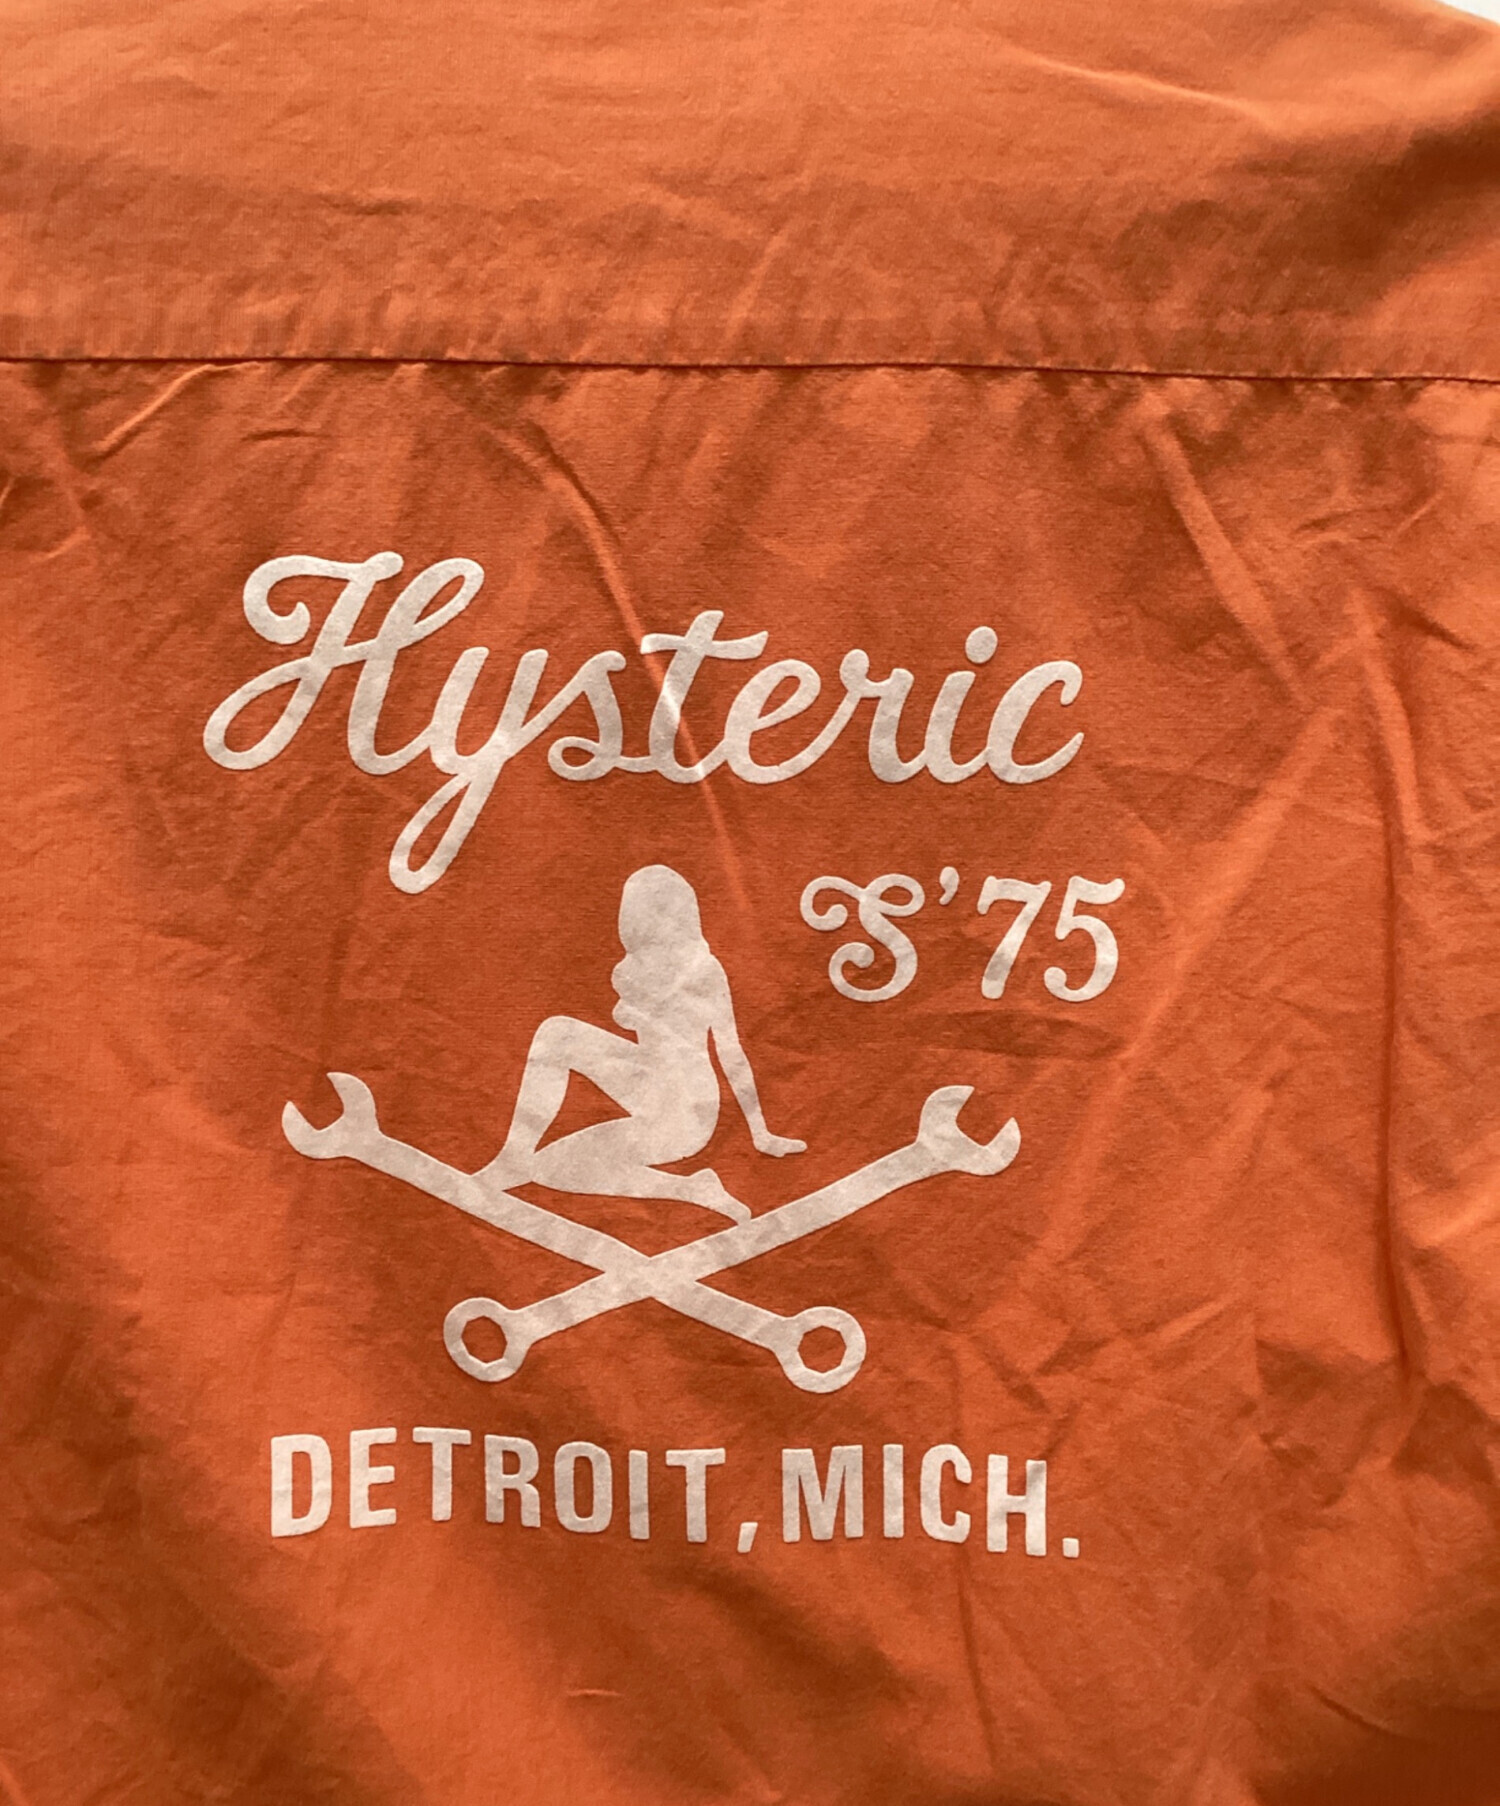 Hysteric
S'75
DETROIT, MICH.